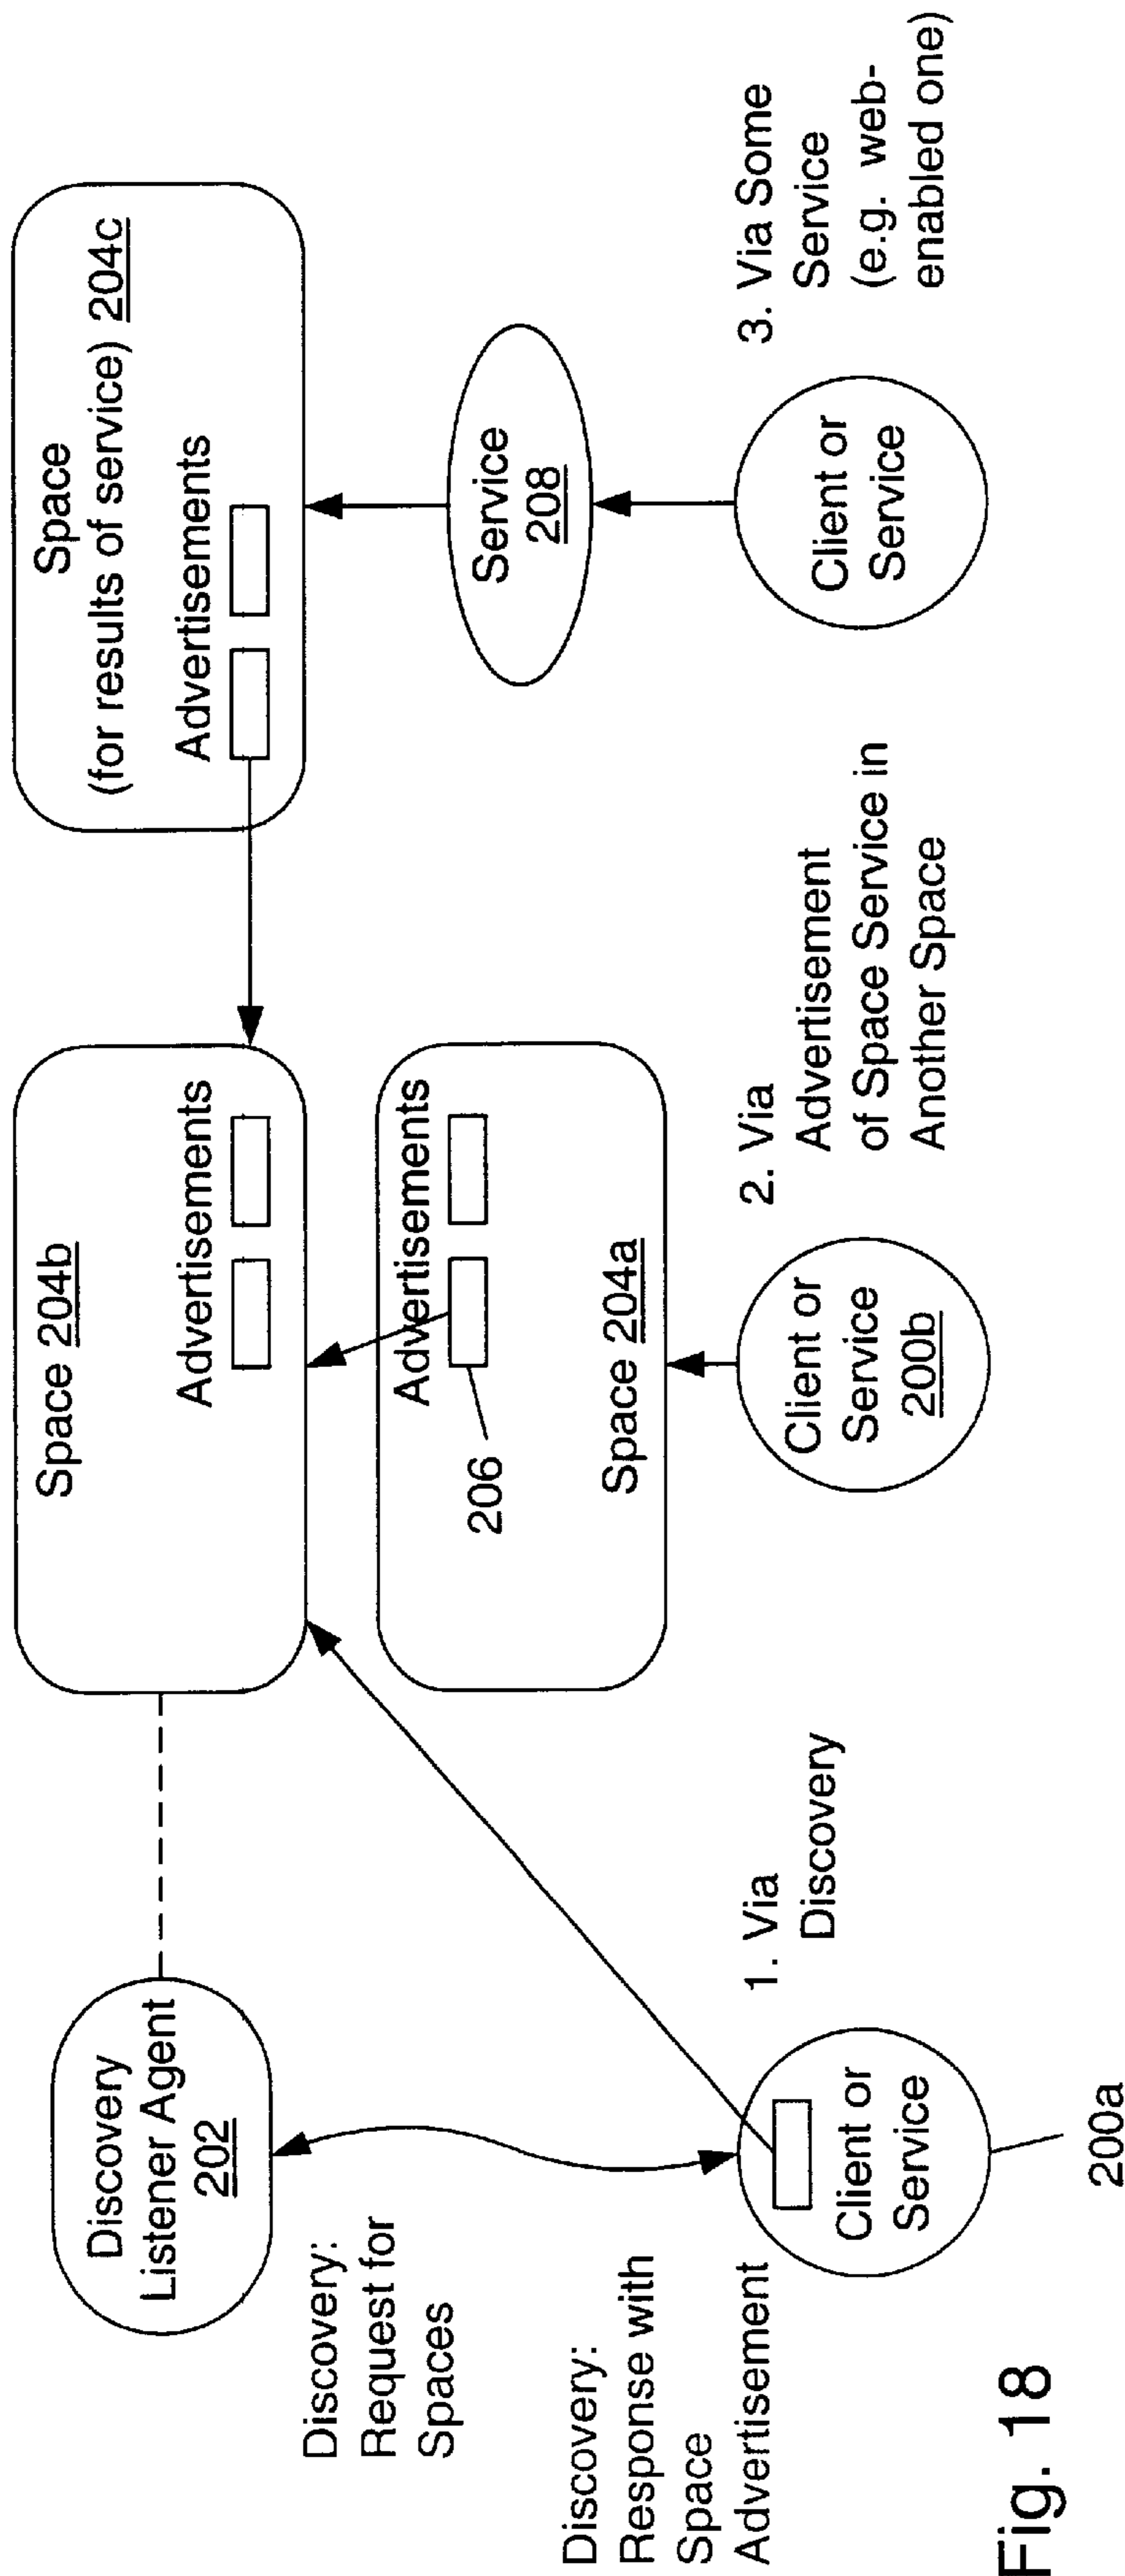 Discovery
Listener Agent
202
Discovery:
Request for
Spaces
Discovery:
Response with
Space
Advertisement
Client or
Service
200a
1. Via
Discovery
Space 204b
Advertisements
Advertisements
206
Space 204a
Client or
Service
200b
2. Via
Advertisement
of Space Service in
Another Space
Space
(for results of service) 204c
Advertisements
Service
208
Client or
Service
3. Via Some
Service
(e.g. web-
enabled one)
Fig. 18